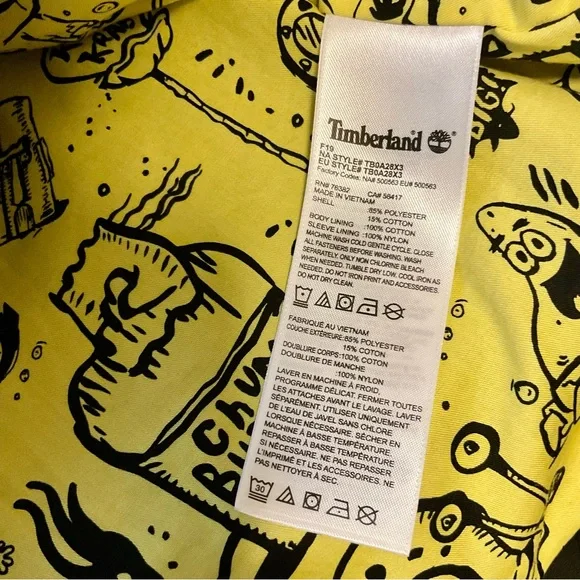 Timberland
F19
NA STYLE# TB0A28X3
EU STYLE# TB0A28X3
Factory Codes: NA# 500563 EU# 500563
RN# 76382 CA# 58417
MADE IN VIETNAM
SHELL :85% POLYESTER
15% COTTON
BODY LINING :100% COTTON
SLEEVE LINING :100% NYLON
MACHINE WASH COLD GENTLE CYCLE. CLOSE
ALL FASTENERS BEFORE WASHING. WASH
SEPARATELY. ONLY NON CHLORINE BLEACH
WHEN NEEDED. TUMBLE DRY LOW. COOL IRON AS
NEEDED. DO NOT IRON PRINT AND ACCESSORIES.
DO NOT DRY CLEAN.
FABRIQUÉ AU VIETNAM
COUCHE EXTÉRIEURE:85% POLYESTER
15% COTTON
DOUBLURE CORPS:100% COTTON
DOUBLURE DE MANCHE
:100% NYLON
LAVER EN MACHINE À FROID.
PROGRAMME DÉLICAT. FERMER TOUTES
LES ATTACHES AVANT LE LAVAGE. LAVER
SÉPARÉMENT. UTILISER UNIQUEMENT
DE L'EAU DE JAVEL SANS CHLORE
LORSQUE NÉCESSAIRE. SÉCHER EN
MACHINE À BASSE TEMPÉRATURE.
REPASSER À BASSE TEMPÉRATURE SI
SI NÉCESSAIRE. NE PAS REPASSER
L'IMPRIMÉ ET LES ACCESSOIRES. NE
PAS NETTOYER À SEC.
30
Chum